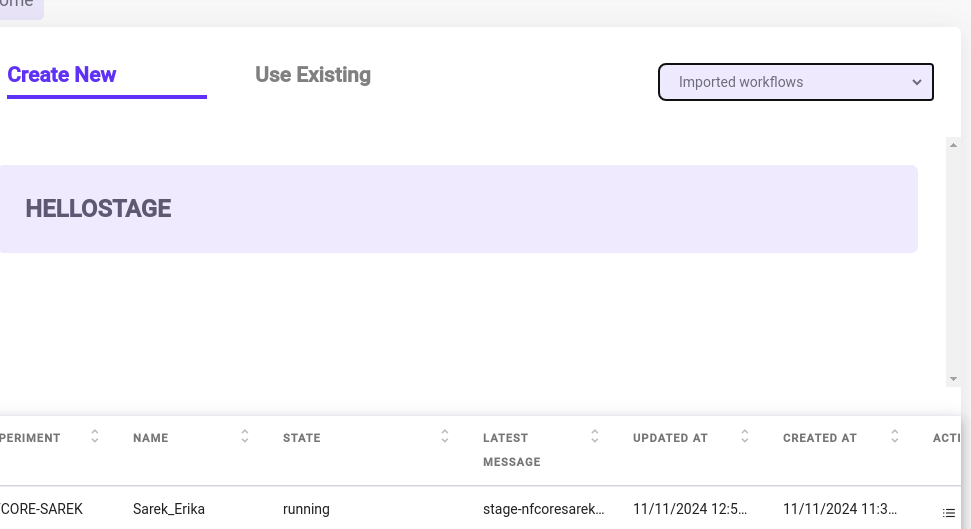 ome
Create New
Use Existing
Imported workflows
HELLOSTAGE
PERIMENT
NAME
STATE
LATEST
MESSAGE
UPDATED AT
CREATED AT
ACTI
CORE-SAREK
Sarek_Erika
running
stage-nfcoresarek...
11/11/2024 12:5...
11/11/2024 11:3...